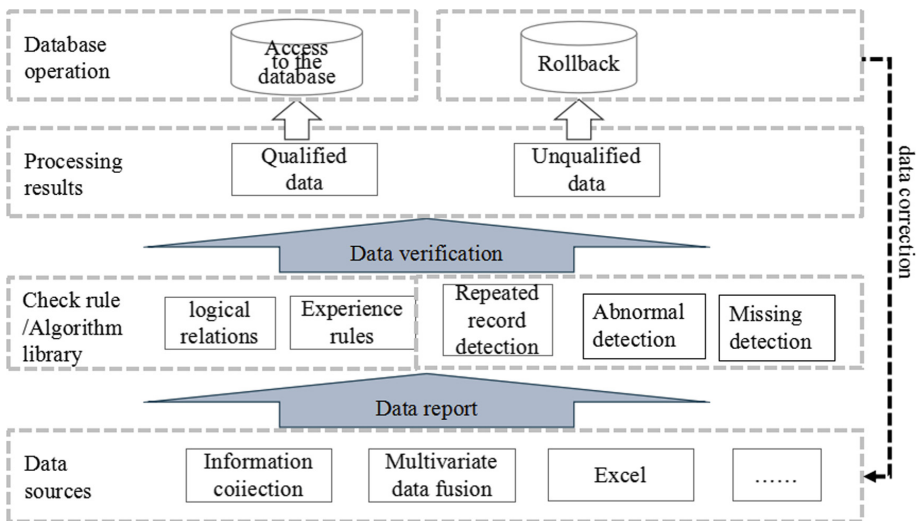 Database
operation
Access
to the
database
Rollback
Processing
results
Qualified
data
Unqualified
data
Data verification
Check rule
/Algorithm
library
logical
relations
Experience
rules
Repeated
record
detection
Abnormal
detection
Missing
detection
Data report
Data
sources
Information
coiiection
Multivariate
data fusion
Excel
……
data correction